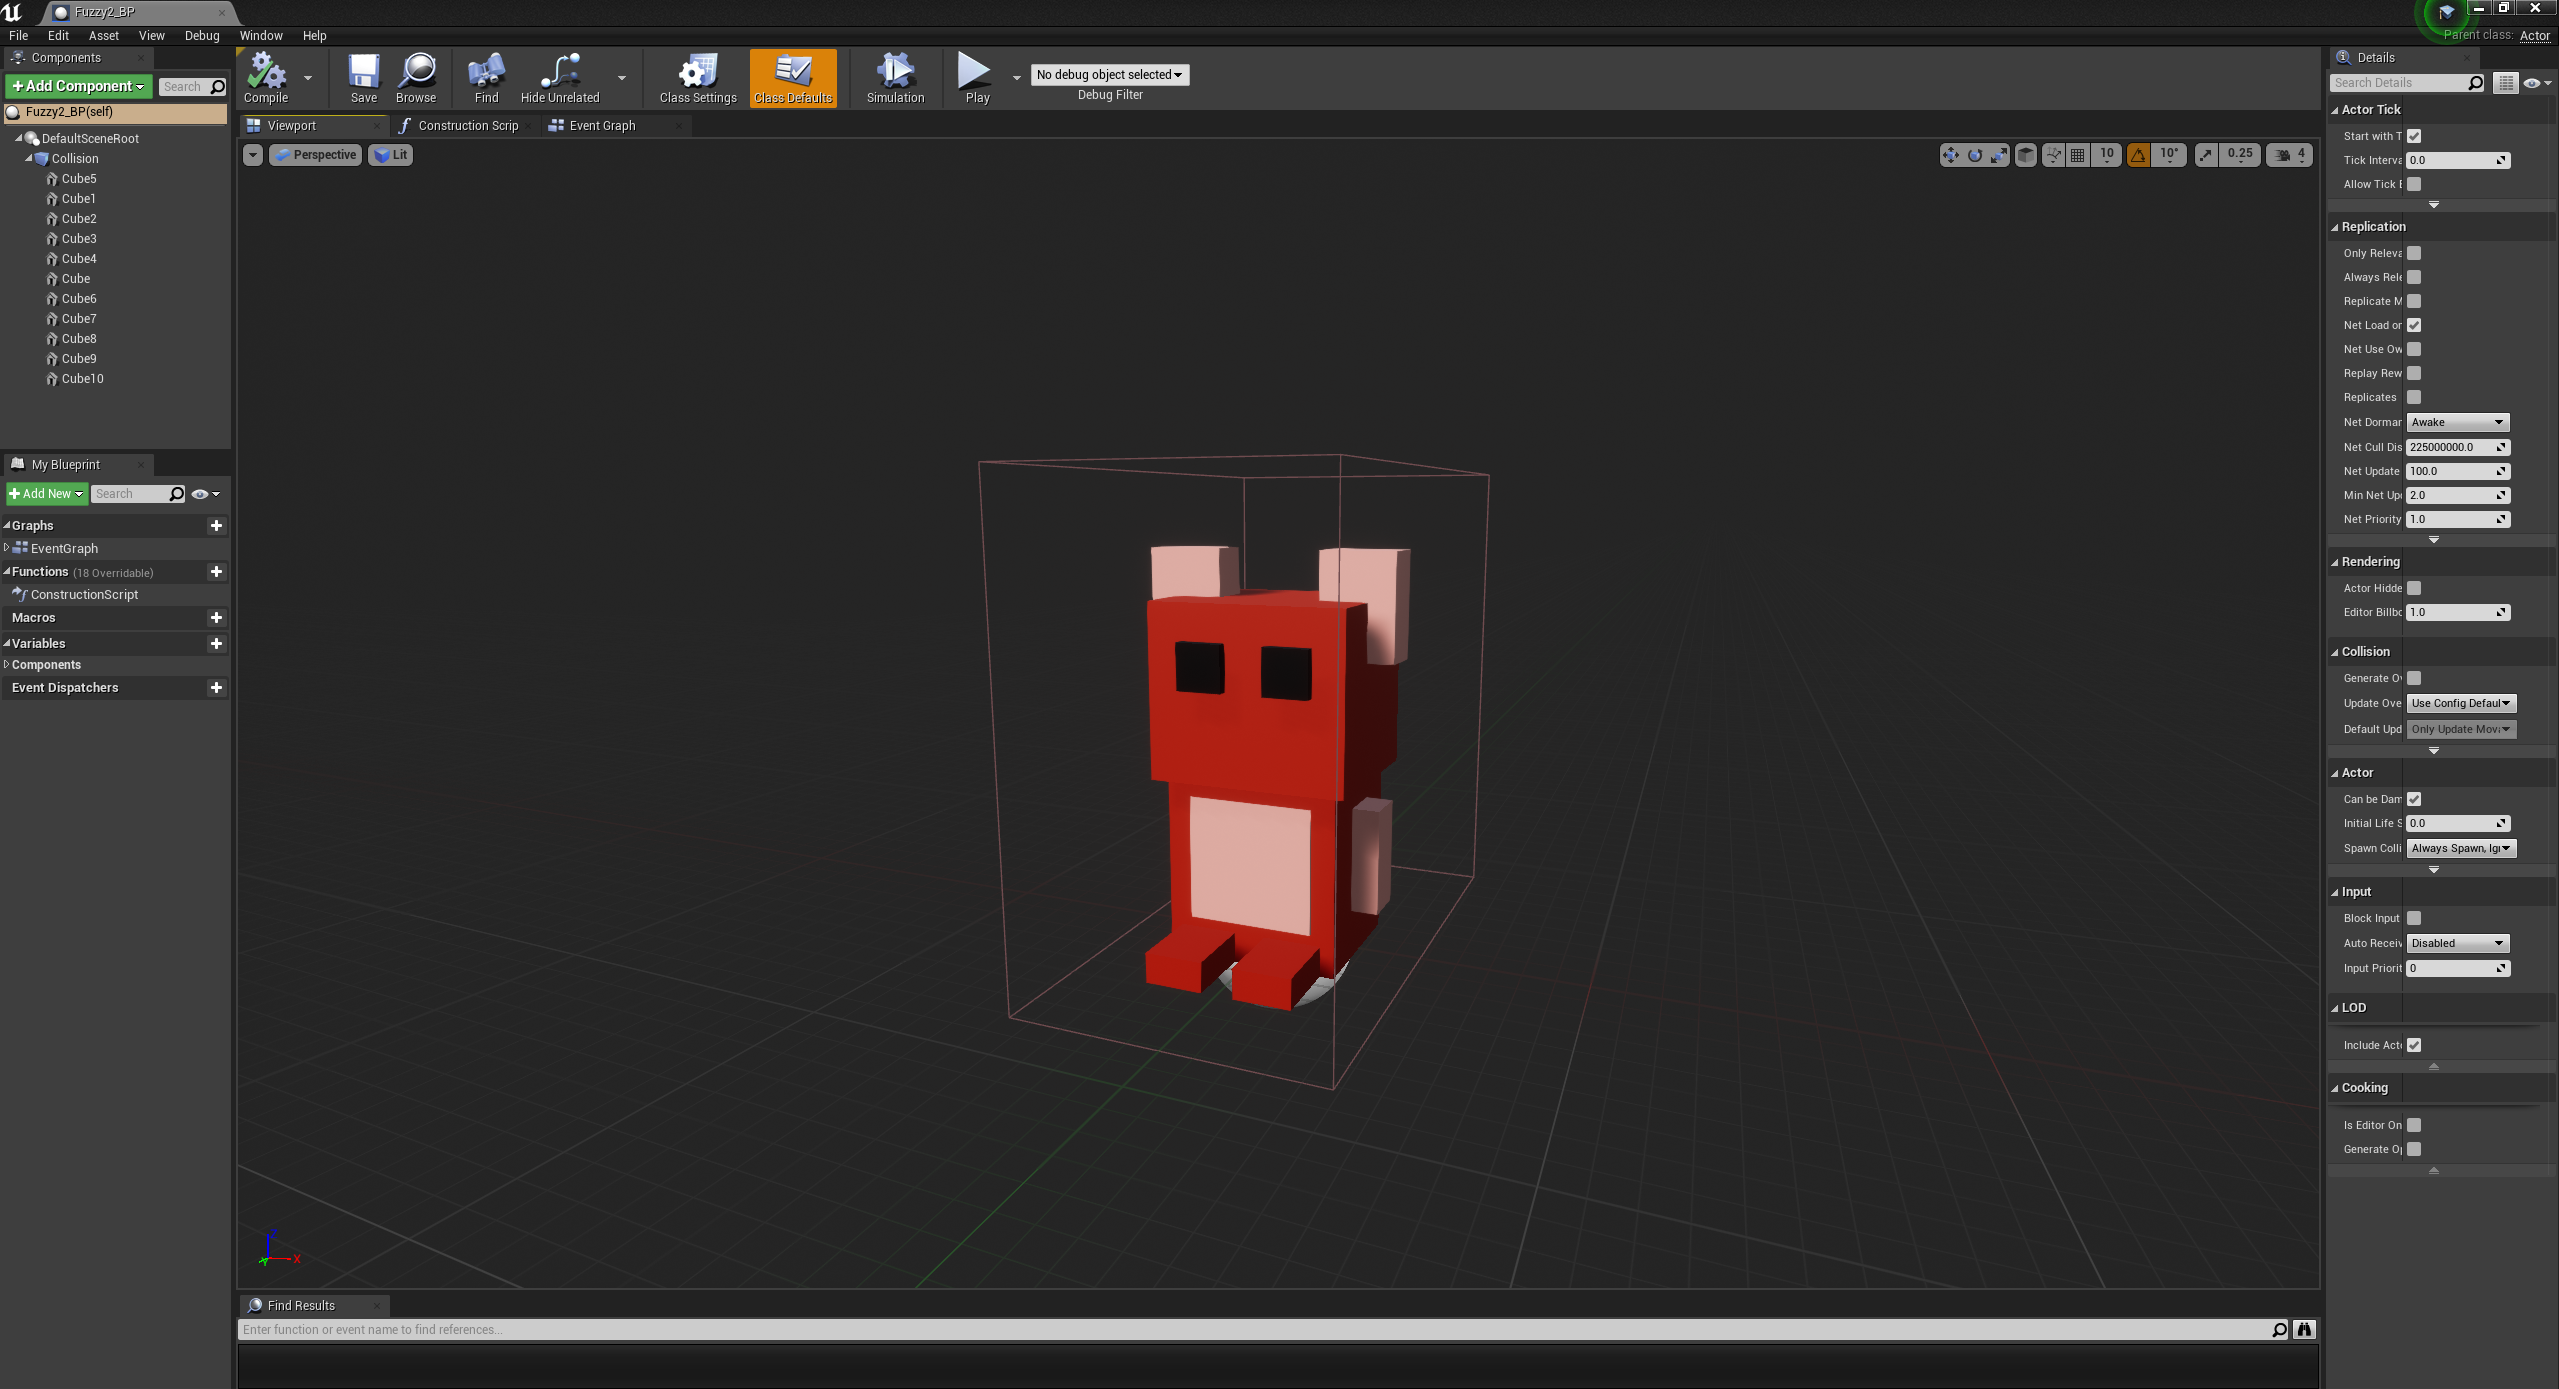 Fuzzy2_BP
File Edit Asset View Debug Window Help
Parent class: Actor
Components
Add Component
Search
Fuzzy2_BP(self)
DefaultSceneRoot
Collision
Cube5
Cube1
Cube2
Cube3
Cube4
Cube
Cube6
Cube7
Cube8
Cube9
Cube10
My Blueprint
Add New
Search
Graphs
EventGraph
Functions (18 Overridable)
ConstructionScript
Macros
Variables
Components
Event Dispatchers
Compile
Save
Browse
Find
Hide Unrelated
Class Settings
Class Defaults
Simulation
Play
No debug object selected
Debug Filter
Viewport
Construction Scrip
Event Graph
Perspective
Lit
10
10°
0.25
4
Z
Y
X
Find Results
Enter function or event name to find references...
Details
Search Details
Actor Tick
Start with T
Tick Interva 0.0
Allow Tick B
Replication
Only Releva
Always Rele
Replicate M
Net Load on
Net Use Ow
Replay Rew
Replicates
Net Dorman Awake
Net Cull Dis 225000000.0
Net Update 100.0
Min Net Up 2.0
Net Priority 1.0
Rendering
Actor Hidde
Editor Billbo 1.0
Collision
Generate Ov
Update Ove Use Config Defaul
Default Upd Only Update Mova
Actor
Can be Dam
Initial Life S 0.0
Spawn Colli Always Spawn, Ign
Input
Block Input
Auto Receiv Disabled
Input Priorit 0
LOD
Include Acto
Cooking
Is Editor On
Generate Op